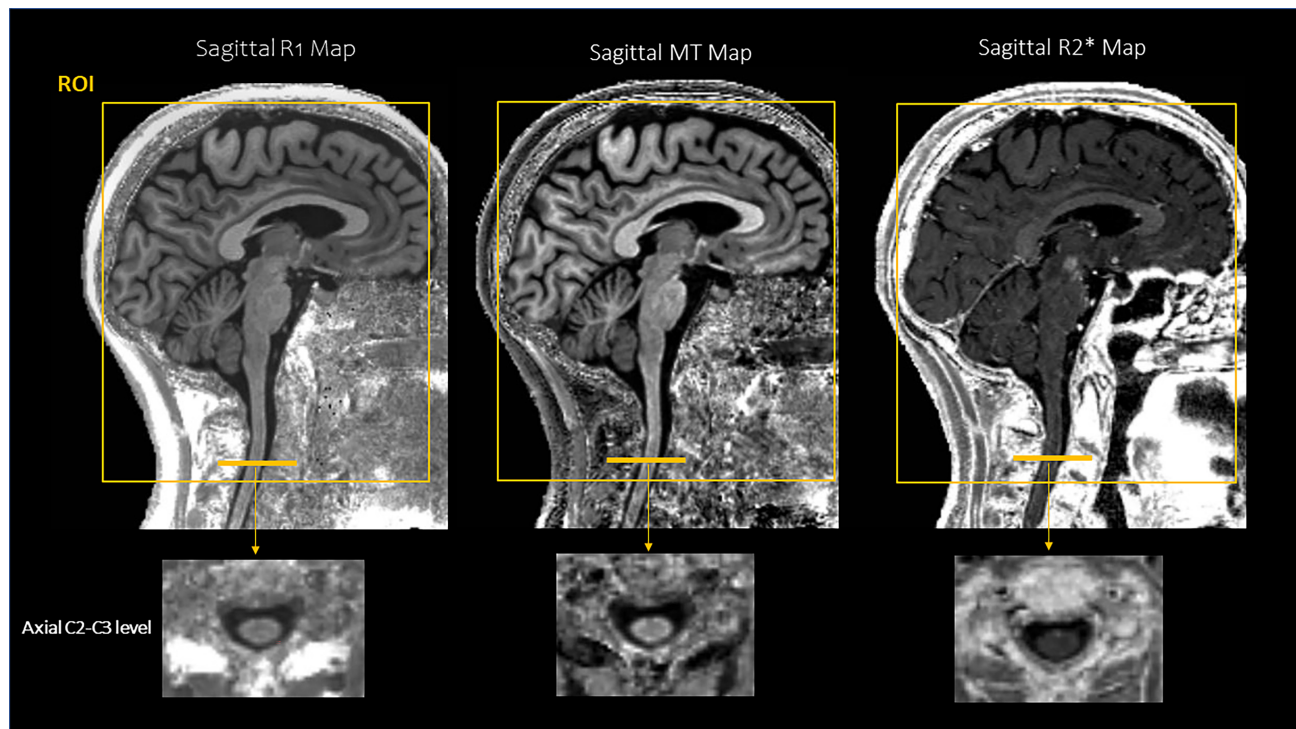 Sagittal R1 Map
Sagittal MT Map
Sagittal R2* Map
ROI
Axial C2-C3 level